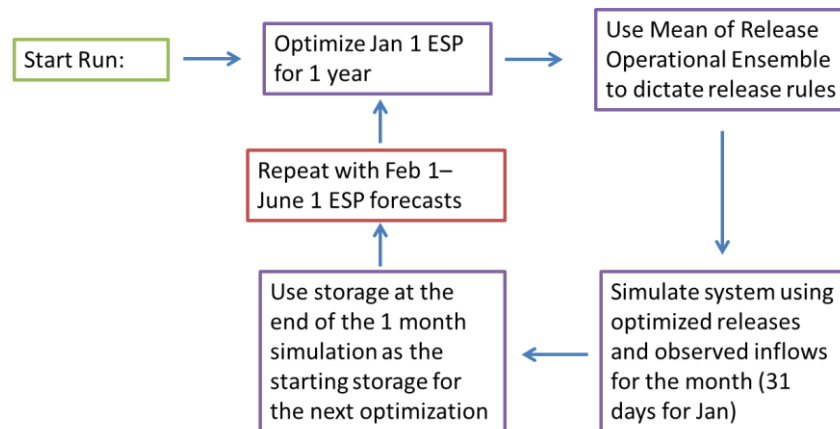 Start Run:
Optimize Jan 1 ESP
for 1 year
Use Mean of Release
Operational Ensemble
to dictate release rules
Repeat with Feb 1–
June 1 ESP forecasts
Use storage at the
end of the 1 month
simulation as the
starting storage for
the next optimization
Simulate system using
optimized releases
and observed inflows
for the month (31
days for Jan)